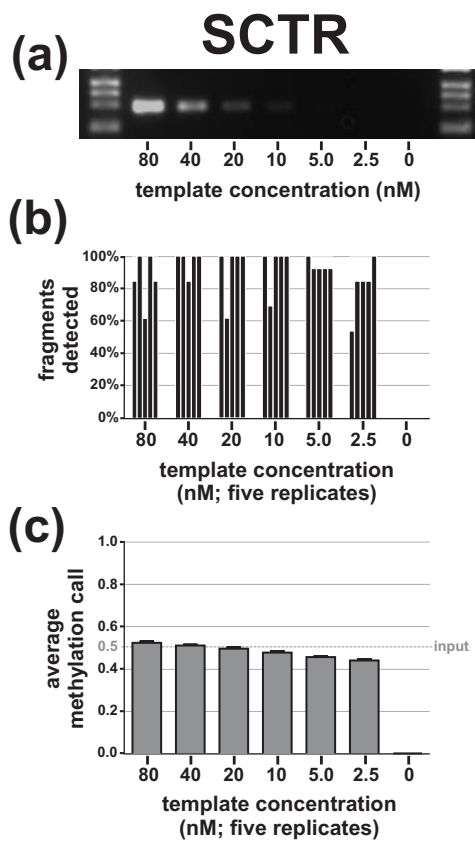 SCTR
(a)
80 40 20 10 5.0 2.5 0
template concentration (nM)
(b)
100%
80%
60%
40%
20%
0%
fragments
detected
80 40 20 10 5.0 2.5 0
template concentration
(nM; five replicates)
(c)
1.0
0.8
0.6
0.5
0.4
0.2
0.0
average
methylation call
input
80 40 20 10 5.0 2.5 0
template concentration
(nM; five replicates)